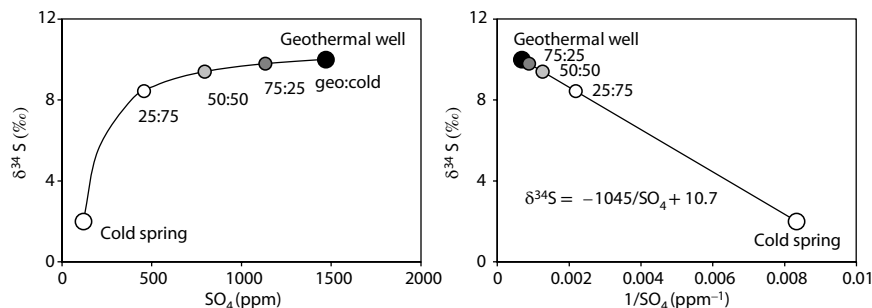 12
8
4
0
δ³⁴ S (‰)
Geothermal well
geo:cold
75:25
50:50
25:75
Cold spring
0
500
1000
1500
2000
SO₄ (ppm)
12
8
4
0
δ³⁴ S (‰)
Geothermal well
75:25
50:50
25:75
δ³⁴S = −1045/SO₄ + 10.7
Cold spring
0
0.002
0.004
0.006
0.008
0.01
1/SO₄ (ppm⁻¹)